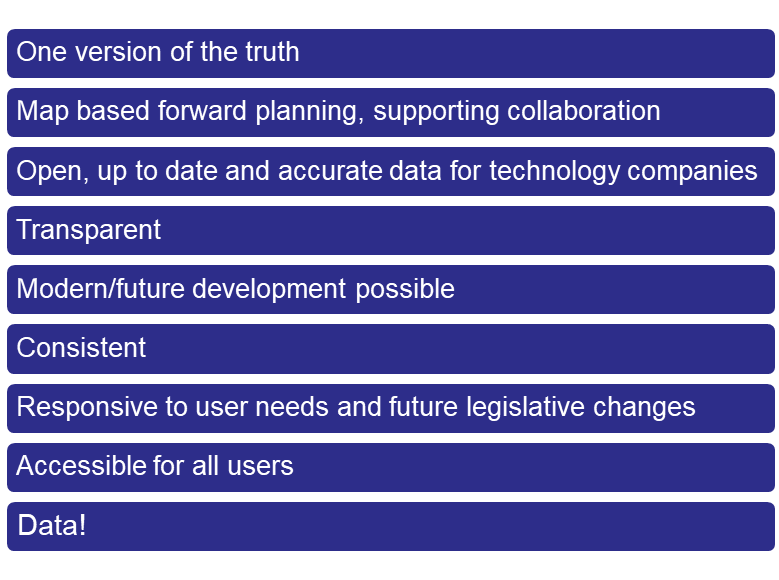 One version of the truth
Map based forward planning, supporting collaboration
Open, up to date and accurate data for technology companies
Transparent
Modern/future development possible
Consistent
Responsive to user needs and future legislative changes
Accessible for all users
Data!